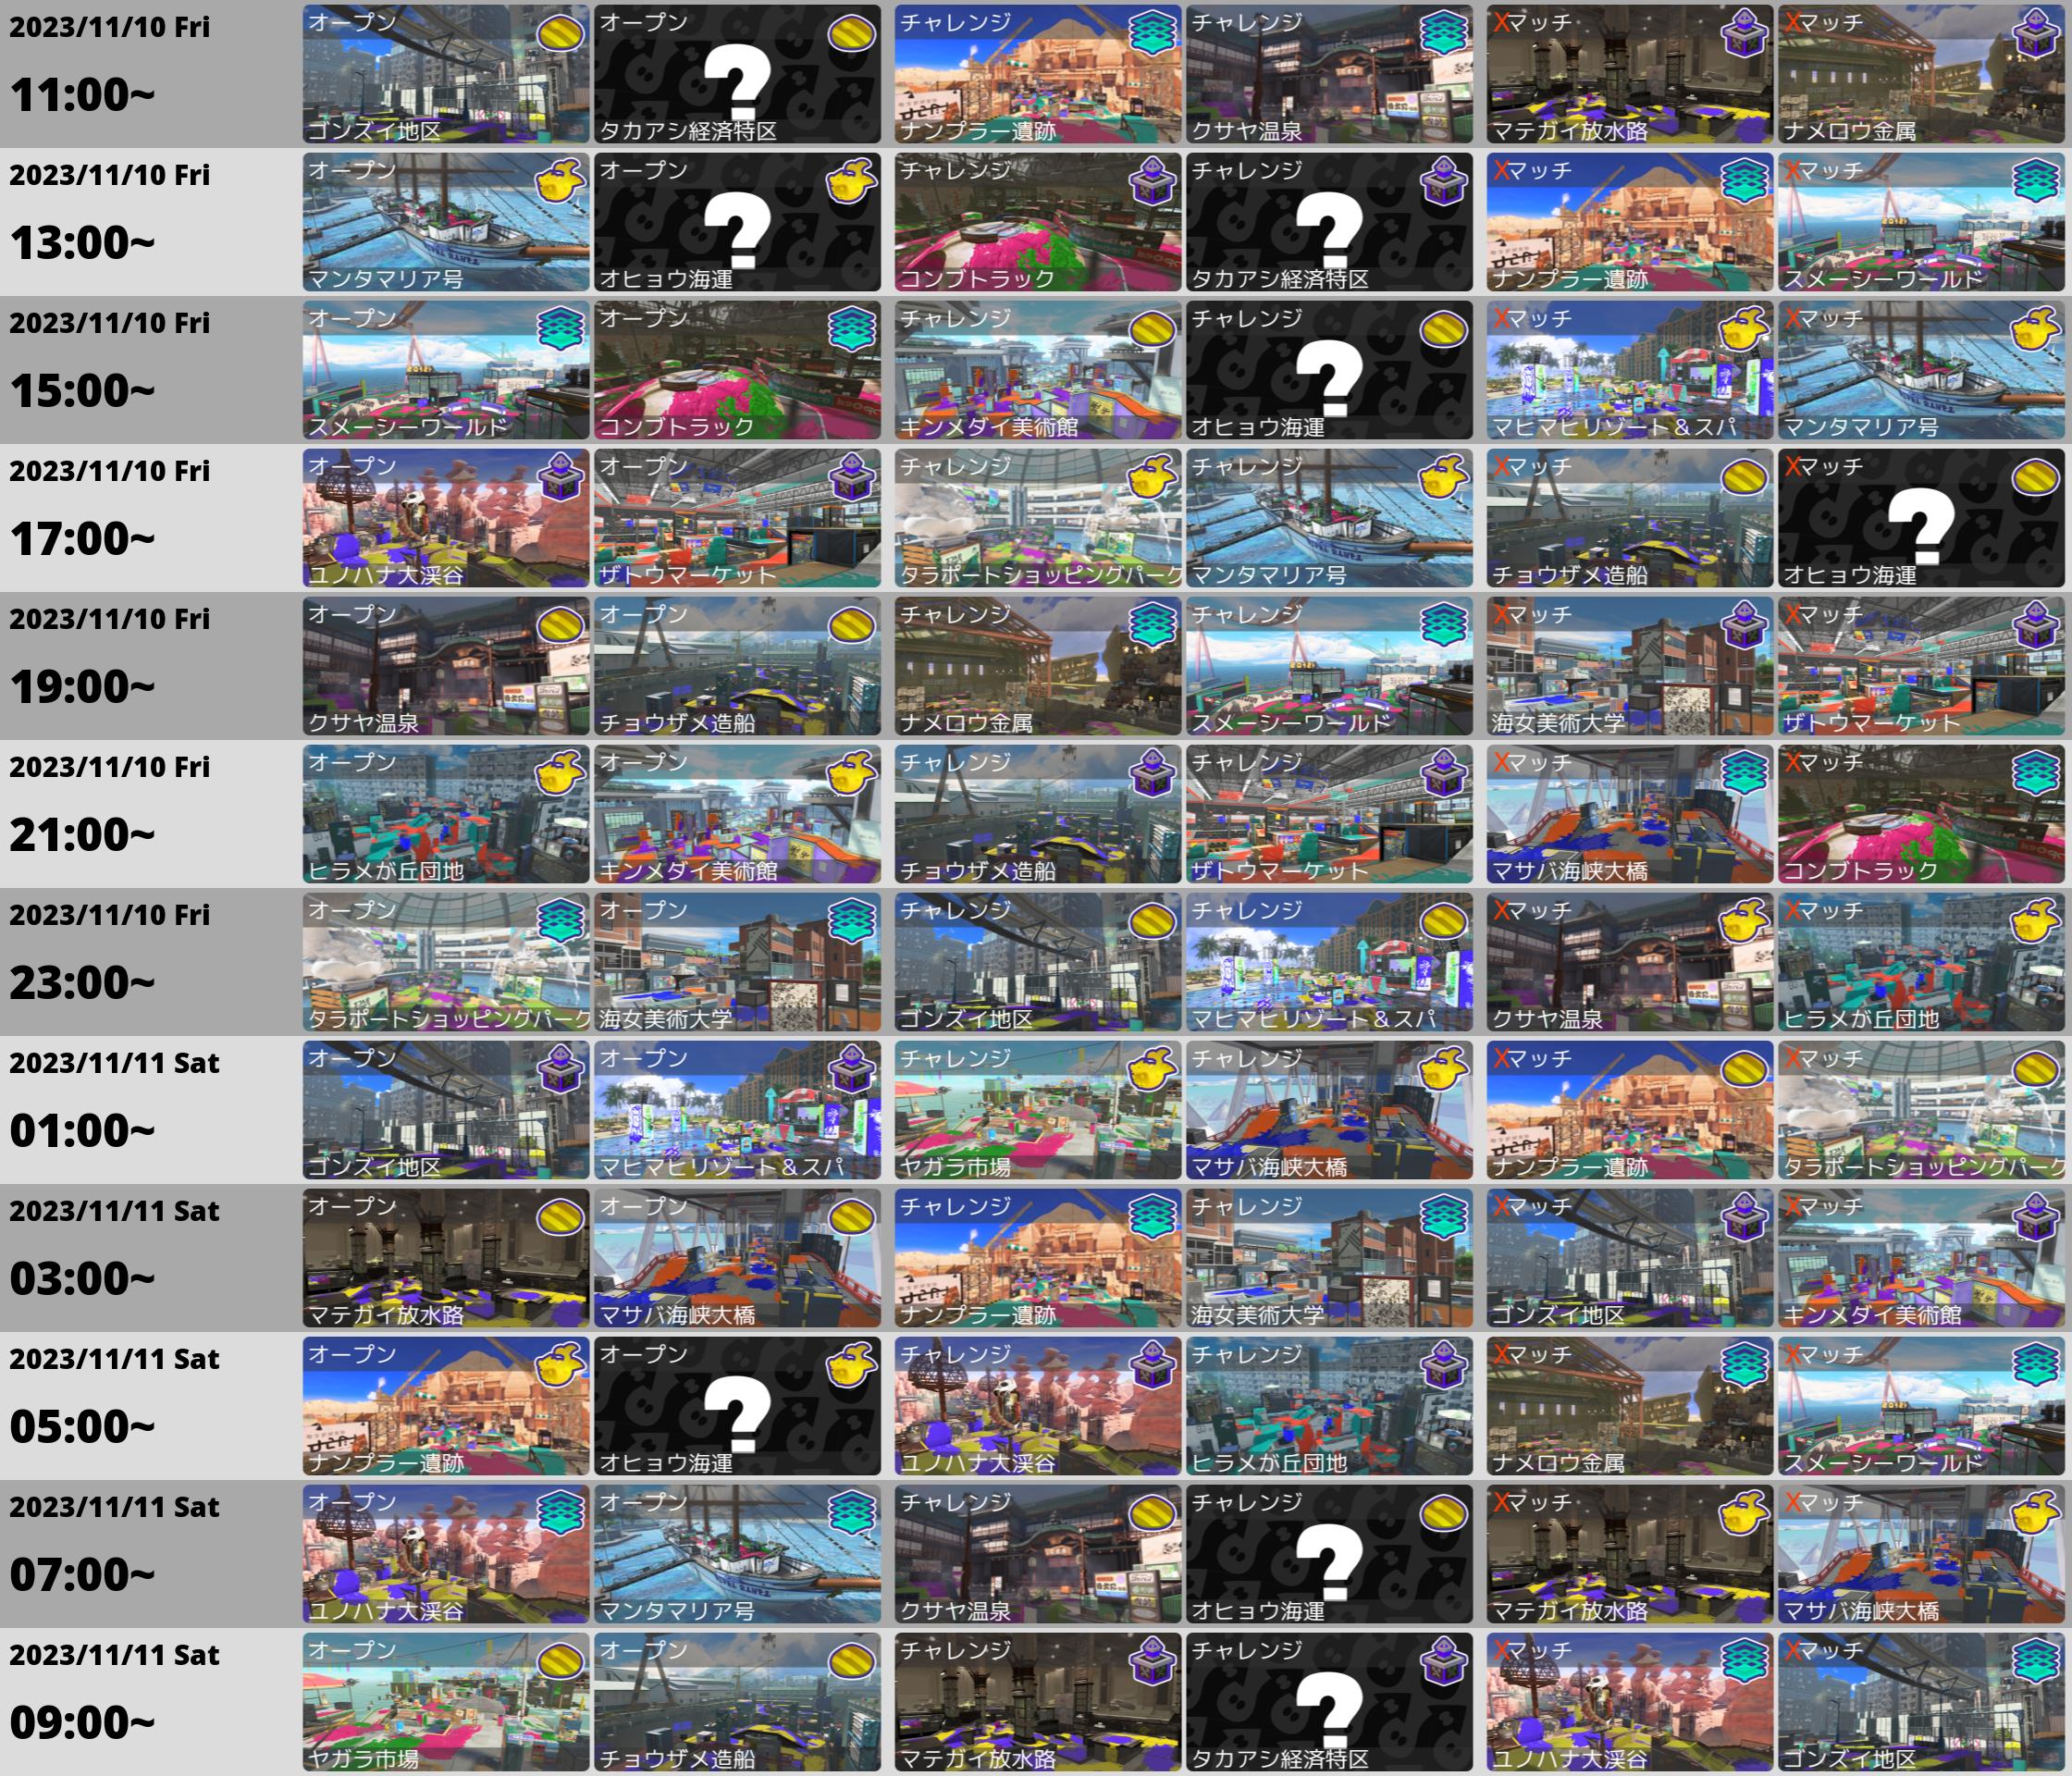 2023/11/10 Fri
11:00~
オープン
ゴンズイ地区
オープン
?
タカアシ経済特区
チャレンジ
ナンプラー遺跡
チャレンジ
クサヤ温泉
Xマッチ
マテガイ放水路
Xマッチ
ナメロウ金属
2023/11/10 Fri
13:00~
オープン
マンタマリア号
オープン
?
オヒョウ海運
チャレンジ
コンブトラック
チャレンジ
?
タカアシ経済特区
Xマッチ
ナンプラー遺跡
Xマッチ
スメーシーワールド
2023/11/10 Fri
15:00~
オープン
スメーシーワールド
オープン
コンブトラック
チャレンジ
キンメダイ美術館
チャレンジ
?
オヒョウ海運
Xマッチ
マヒマヒリゾート&スパ
Xマッチ
マンタマリア号
2023/11/10 Fri
17:00~
オープン
ユノハナ大渓谷
オープン
ザトウマーケット
チャレンジ
タラポートショッピングパーク
チャレンジ
マンタマリア号
Xマッチ
チョウザメ造船
Xマッチ
?
オヒョウ海運
2023/11/10 Fri
19:00~
オープン
クサヤ温泉
オープン
チョウザメ造船
チャレンジ
ナメロウ金属
チャレンジ
スメーシーワールド
Xマッチ
海女美術大学
Xマッチ
ザトウマーケット
2023/11/10 Fri
21:00~
オープン
ヒラメが丘団地
オープン
キンメダイ美術館
チャレンジ
チョウザメ造船
チャレンジ
ザトウマーケット
Xマッチ
マサバ海峡大橋
Xマッチ
コンブトラック
2023/11/10 Fri
23:00~
オープン
タラポートショッピングパーク
オープン
海女美術大学
チャレンジ
ゴンズイ地区
チャレンジ
マヒマヒリゾート&スパ
Xマッチ
クサヤ温泉
Xマッチ
ヒラメが丘団地
2023/11/11 Sat
01:00~
オープン
ゴンズイ地区
オープン
マヒマヒリゾート&スパ
チャレンジ
ヤガラ市場
チャレンジ
マサバ海峡大橋
Xマッチ
ナンプラー遺跡
Xマッチ
タラポートショッピングパーク
2023/11/11 Sat
03:00~
オープン
マテガイ放水路
オープン
マサバ海峡大橋
チャレンジ
ナンプラー遺跡
チャレンジ
海女美術大学
Xマッチ
ゴンズイ地区
Xマッチ
キンメダイ美術館
2023/11/11 Sat
05:00~
オープン
ナンプラー遺跡
オープン
?
オヒョウ海運
チャレンジ
ユノハナ大渓谷
チャレンジ
ヒラメが丘団地
Xマッチ
ナメロウ金属
Xマッチ
スメーシーワールド
2023/11/11 Sat
07:00~
オープン
ユノハナ大渓谷
オープン
マンタマリア号
チャレンジ
クサヤ温泉
チャレンジ
?
オヒョウ海運
Xマッチ
マテガイ放水路
Xマッチ
マサバ海峡大橋
2023/11/11 Sat
09:00~
オープン
ヤガラ市場
オープン
チョウザメ造船
チャレンジ
マテガイ放水路
チャレンジ
?
タカアシ経済特区
Xマッチ
ユノハナ大渓谷
Xマッチ
ゴンズイ地区